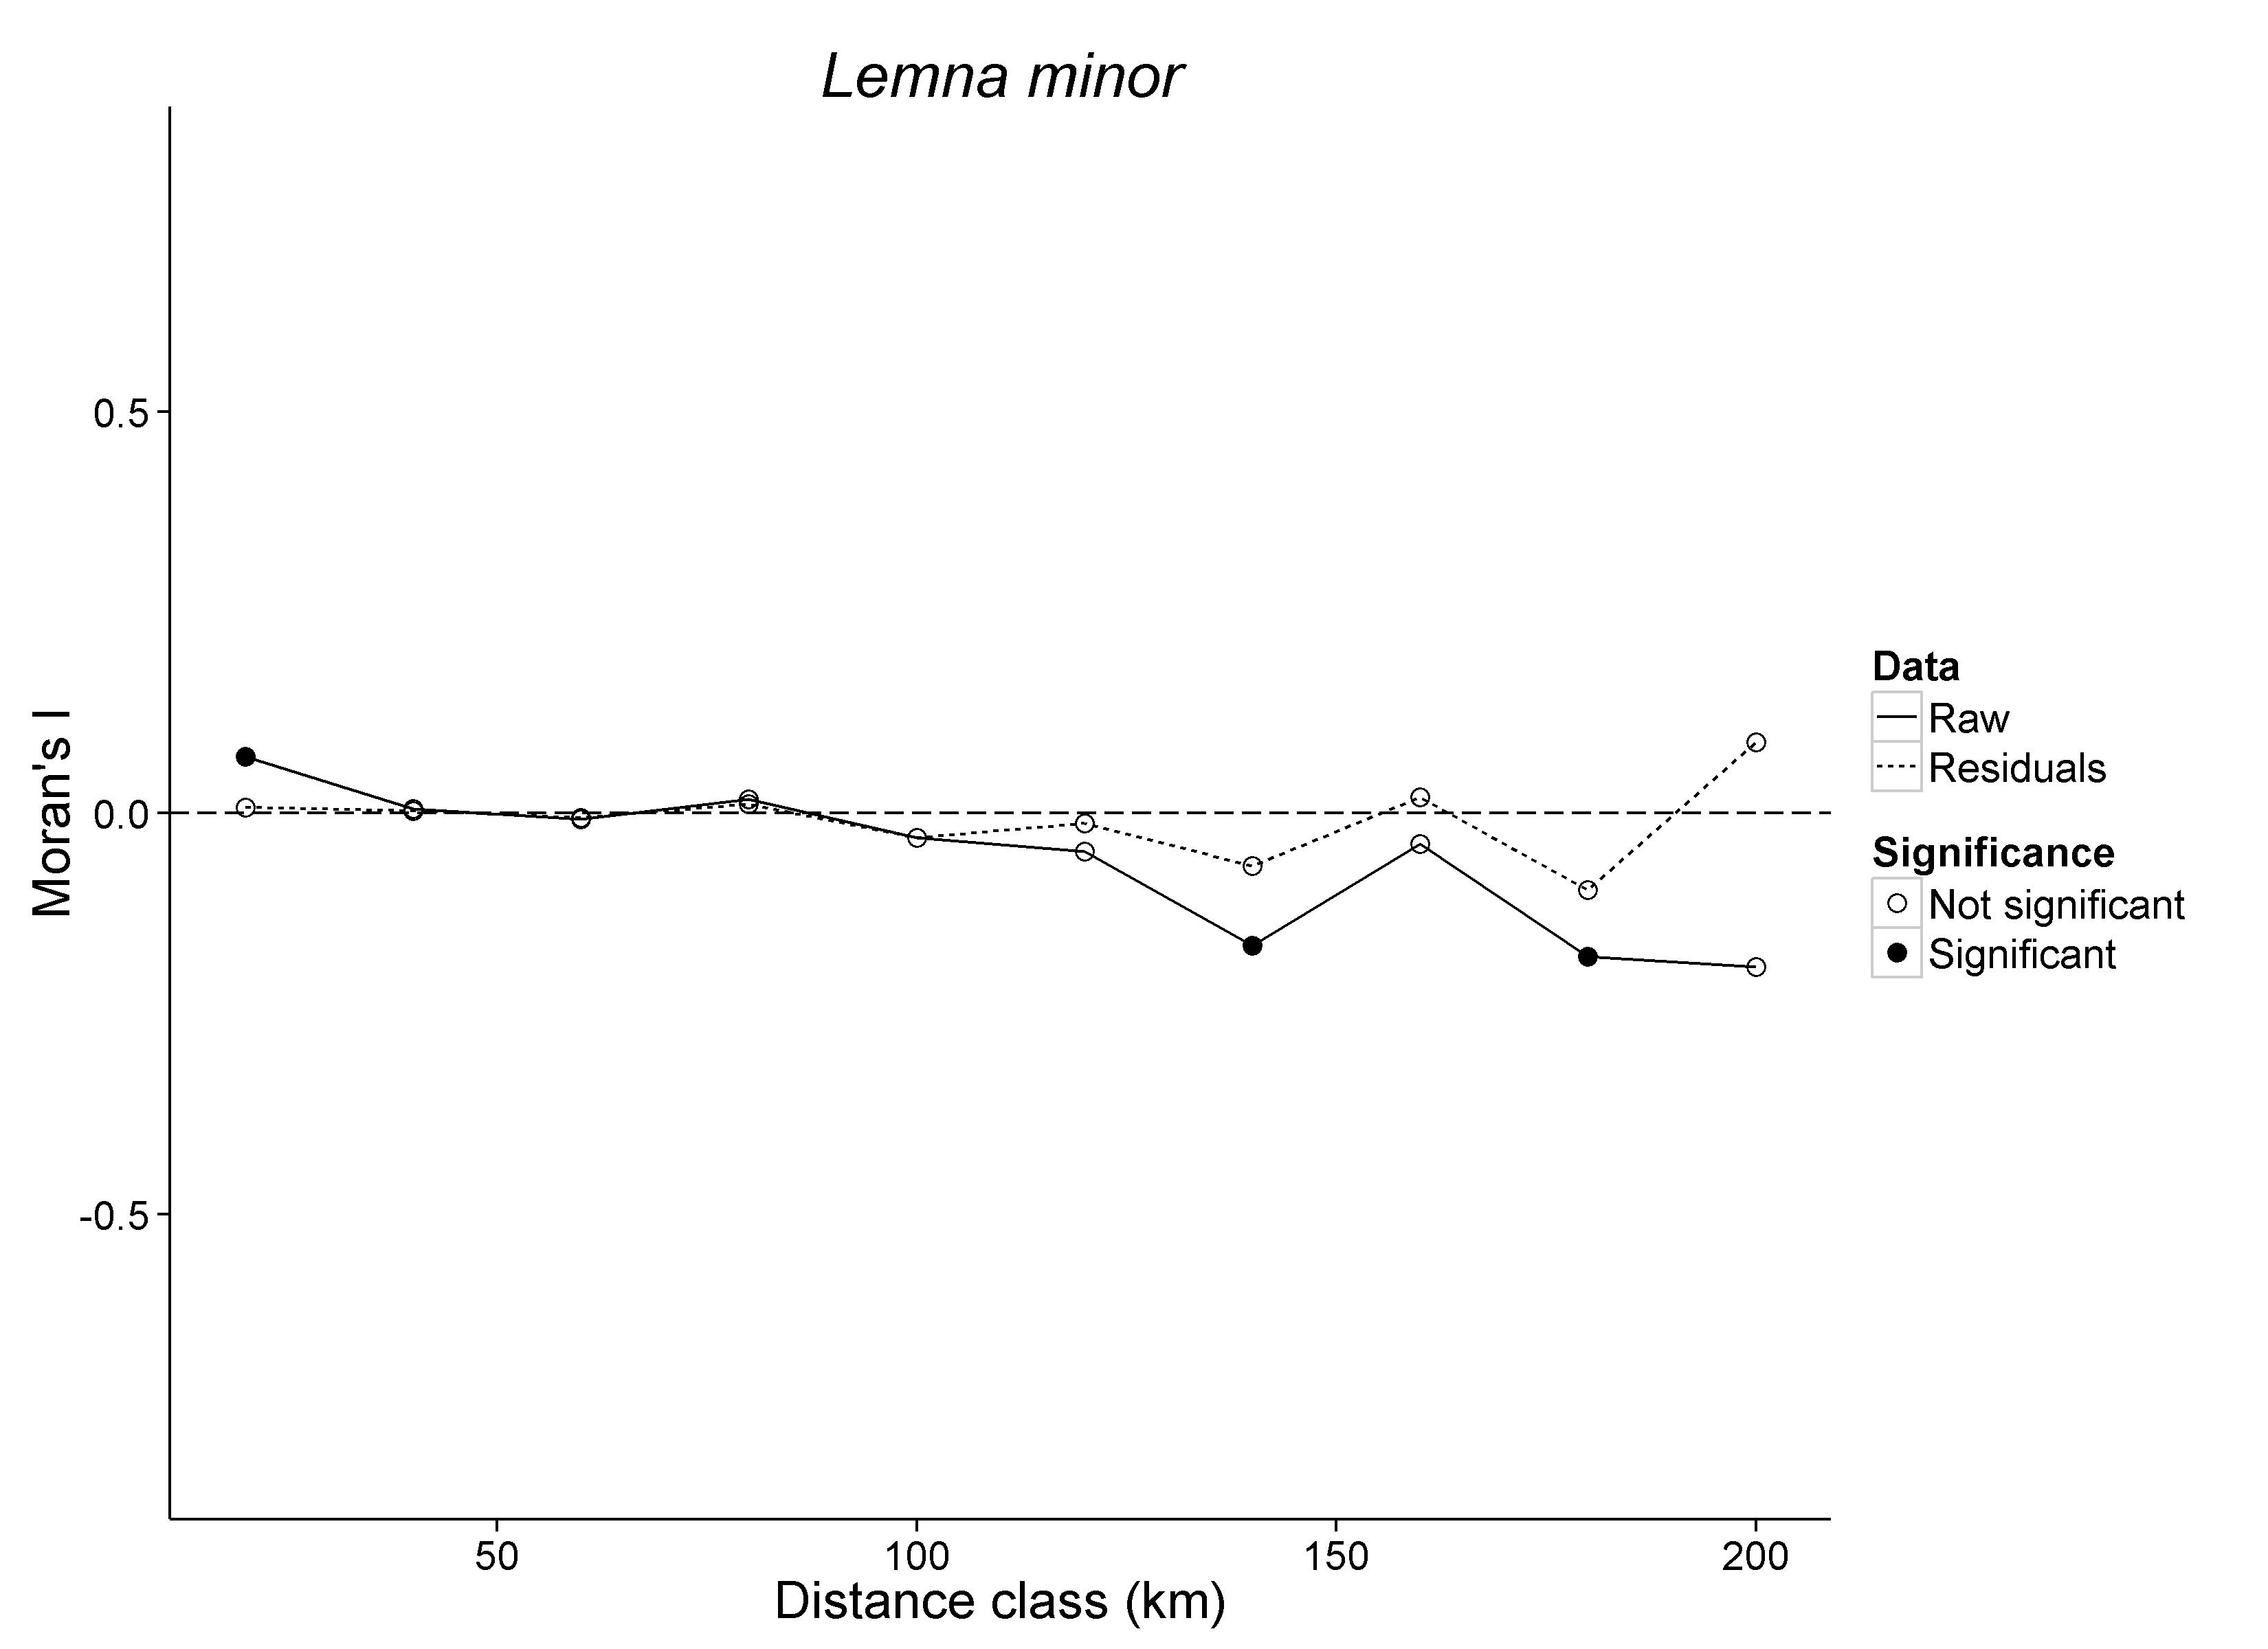 Lemna minor
Moran's I
0.5
0.0
-0.5
50 100 150 200
Distance class (km)
Data
Raw
Residuals
Significance
Not significant
Significant